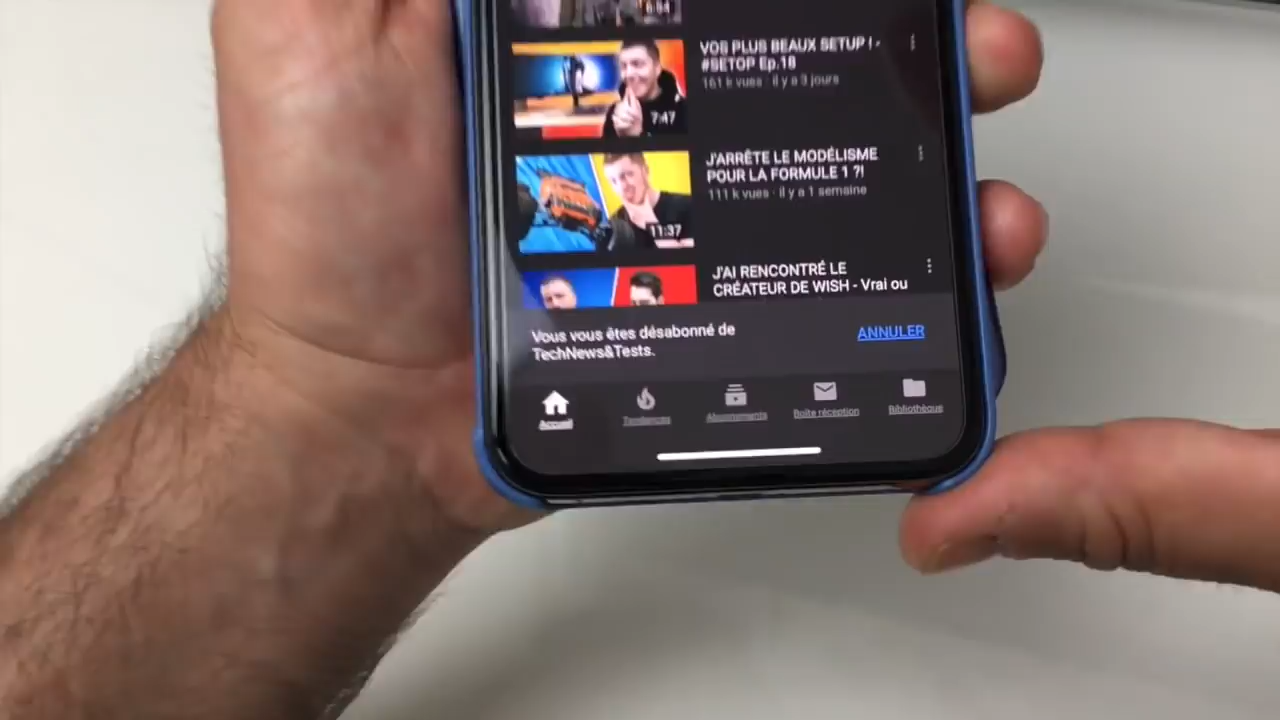 6:54
VOS PLUS BEAUX SETUP ! -
#SETOP Ep.18
161 k vues · il y a 3 jours
7:47
J'ARRÊTE LE MODÉLISME
POUR LA FORMULE 1 ?!
111 k vues · il y a 1 semaine
11:37
J'AI RENCONTRÉ LE
CRÉATEUR DE WISH - Vrai ou
Vous vous êtes désabonné de
TechNews&Tests.
ANNULER
Accueil
Tendances
Abonnements
Boîte réception
Bibliothèque